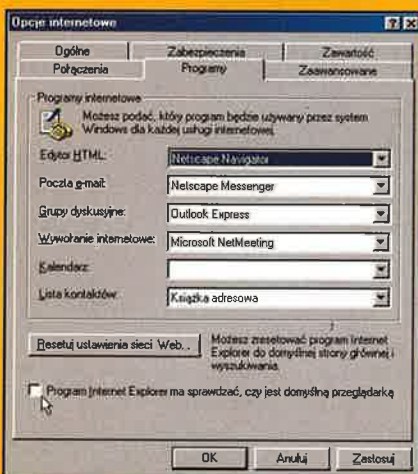 Opcje internetowe
Ogólne Zabezpieczenia Zawartość
Połączenia Programy Zaawansowane
Programy internetowe
Możesz podać, który program będzie używany przez system
Windows dla każdej usługi internetowej.
Edytor HTML: Netscape Navigator
Poczta e-mail: Netscape Messenger
Grupy dyskusyjne: Outlook Express
Wywołanie internetowe: Microsoft NetMeeting
Kalendarz:
Lista kontaktów: Książka adresowa
Resetuj ustawienia sieci Web... Możesz zresetować program Internet
Explorer do domyślnej strony głównej i
wyszukiwania.
Program Internet Explorer ma sprawdzać, czy jest domyślną przeglądarką
OK Anuluj Zastosuj